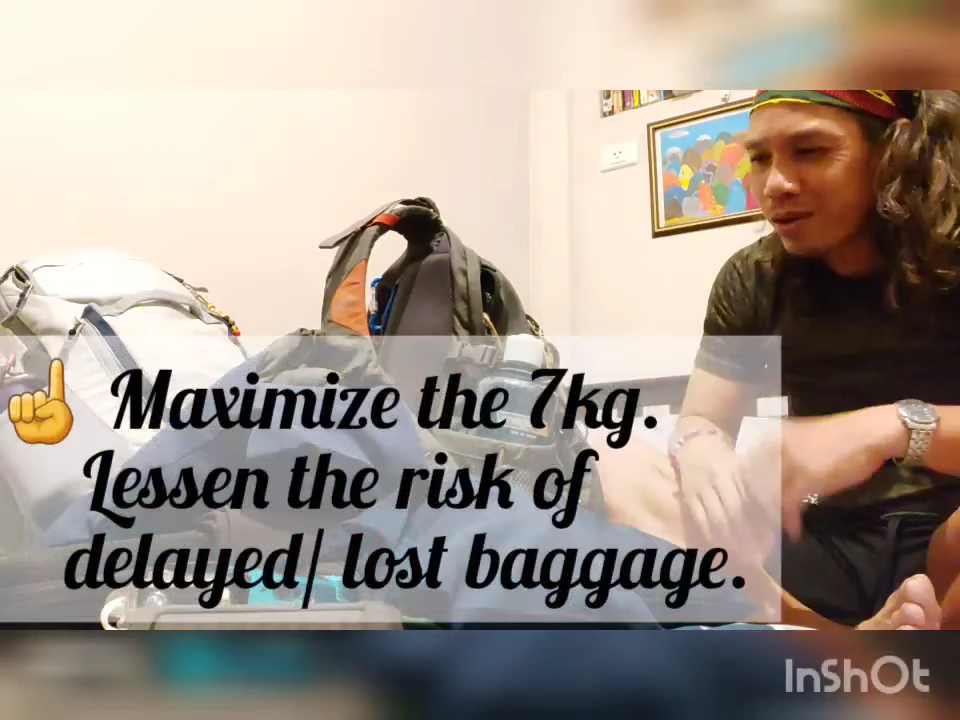 ☝ Maximize the 7kg.
Lessen the risk of
delayed/ lost baggage.
InShOt